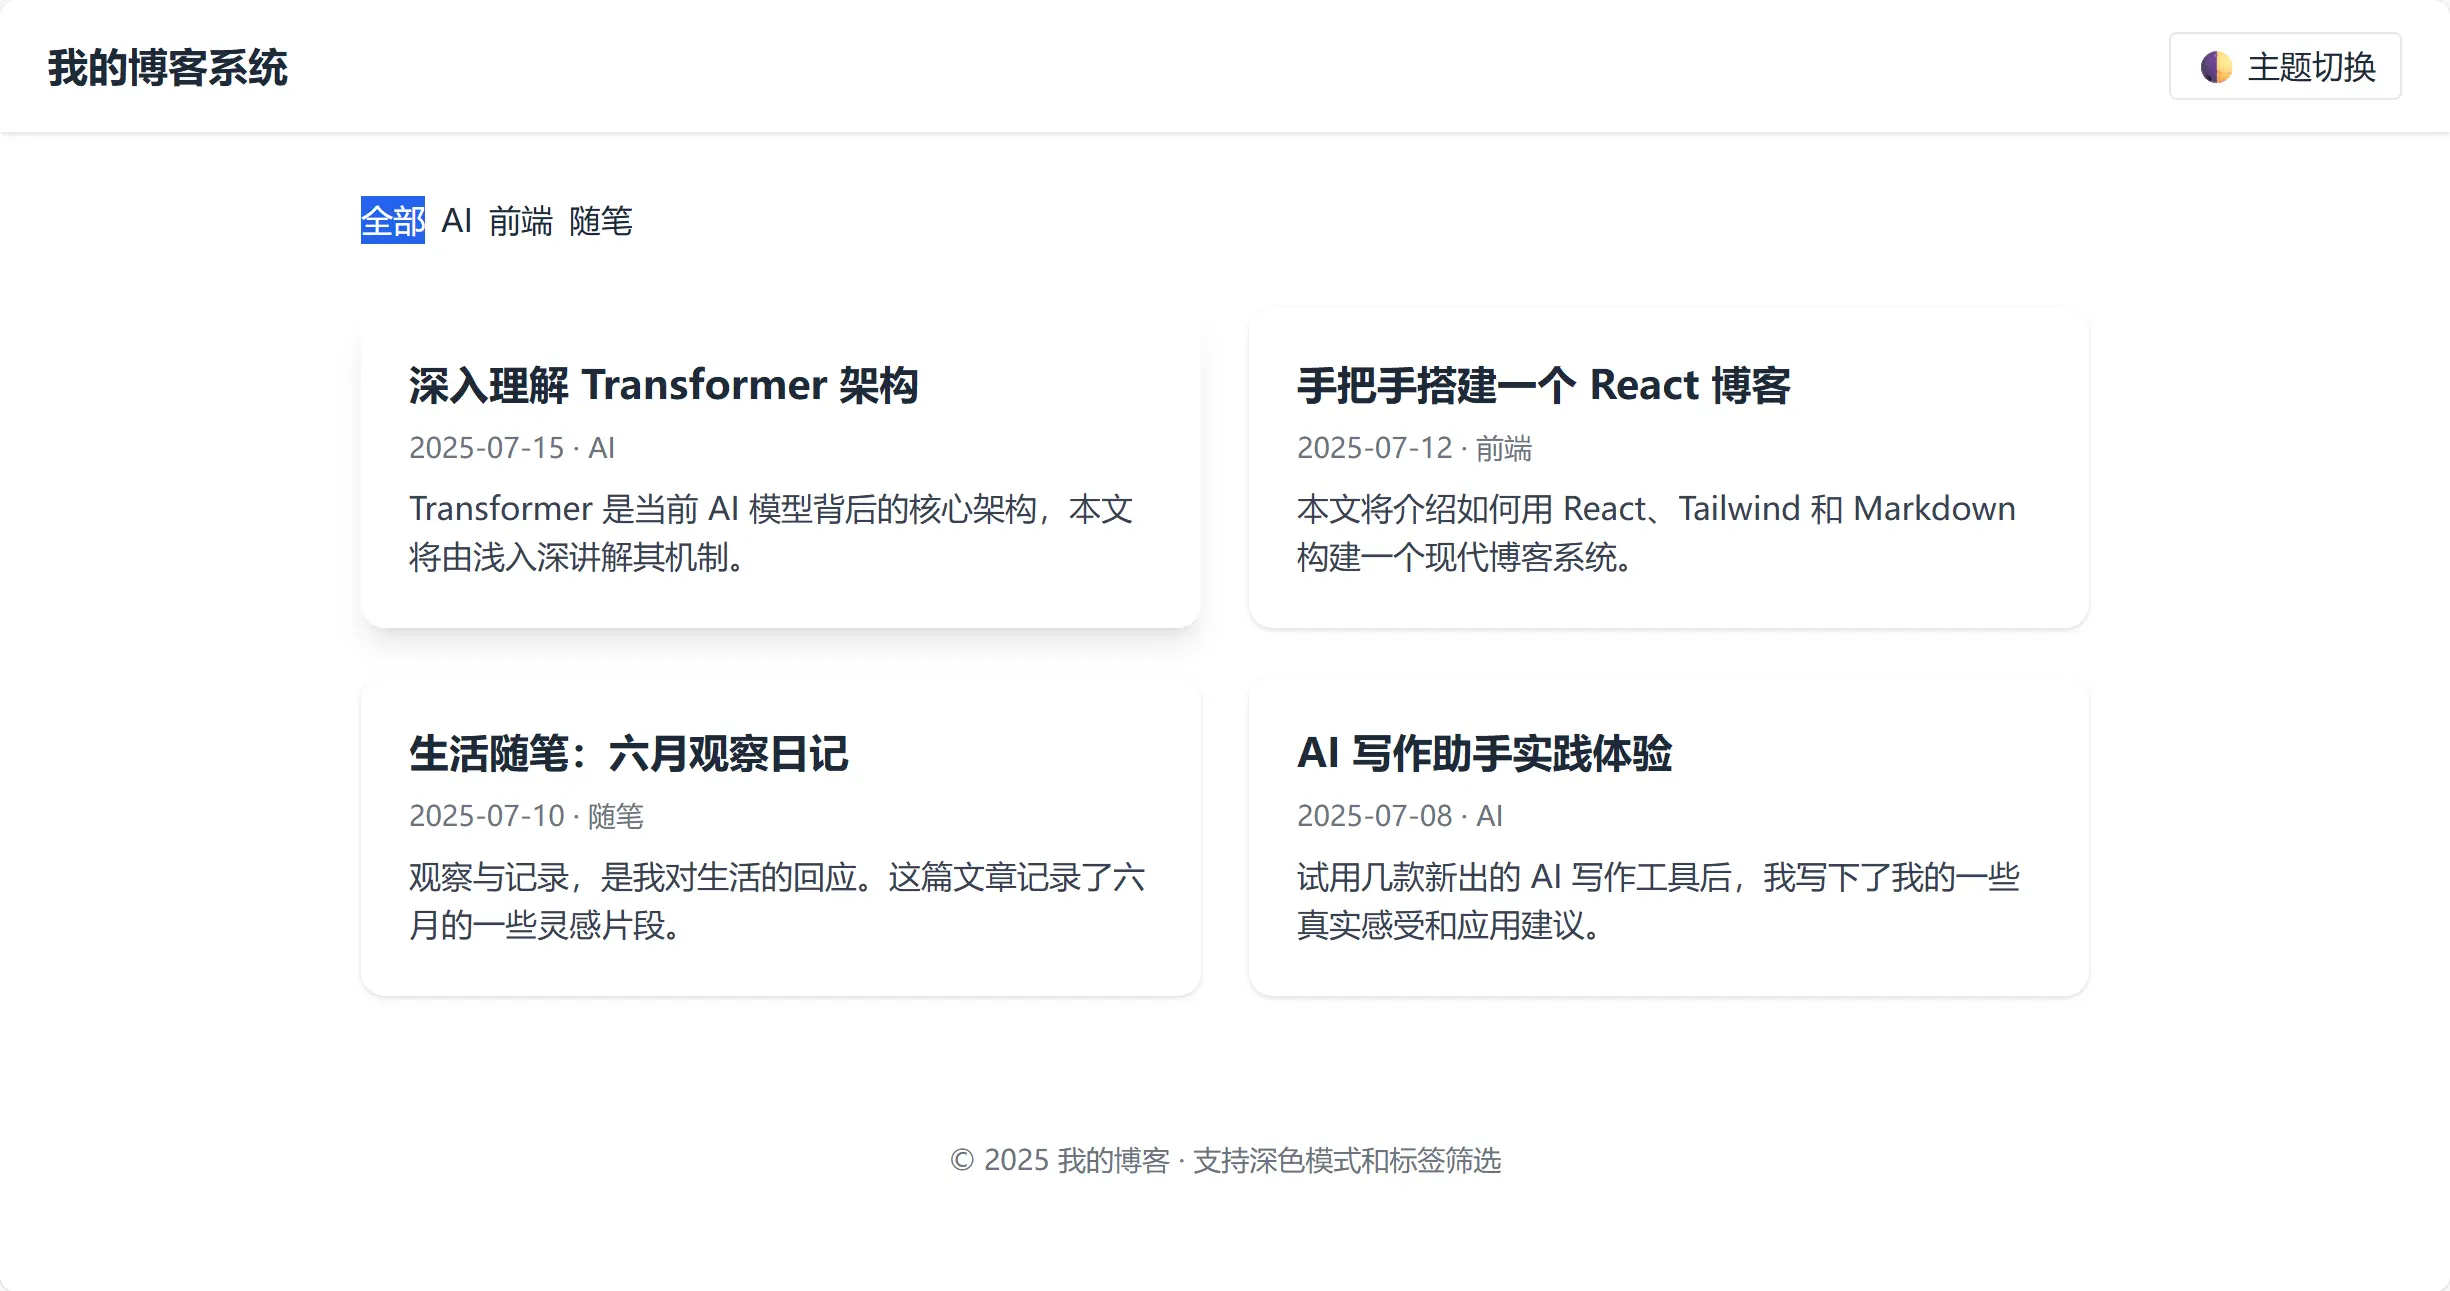 我的博客系统
🌓 主题切换
全部 AI 前端 随笔
深入理解 Transformer 架构
2025-07-15 · AI
Transformer 是当前 AI 模型背后的核心架构，本文
将由浅入深讲解其机制。
手把手搭建一个 React 博客
2025-07-12 · 前端
本文将介绍如何用 React、Tailwind 和 Markdown
构建一个现代博客系统。
生活随笔：六月观察日记
2025-07-10 · 随笔
观察与记录，是我对生活的回应。这篇文章记录了六
月的一些灵感片段。
AI 写作助手实践体验
2025-07-08 · AI
试用几款新出的 AI 写作工具后，我写下了我的一些
真实感受和应用建议。
© 2025 我的博客 · 支持深色模式和标签筛选